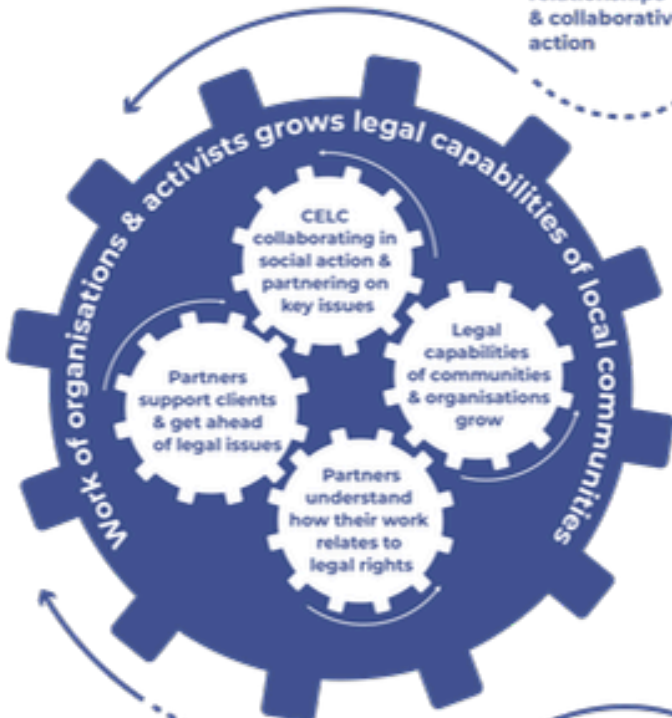 & collaborative
action
Work of organisations & activists grows legal capabilities of local communities
CELC
collaborating in
social action &
partnering on
key issues
Legal
capabilities
of communities
& organisations
grow
Partners
support clients
& get ahead
of legal issues
Partners
understand
how their work
relates to
legal rights